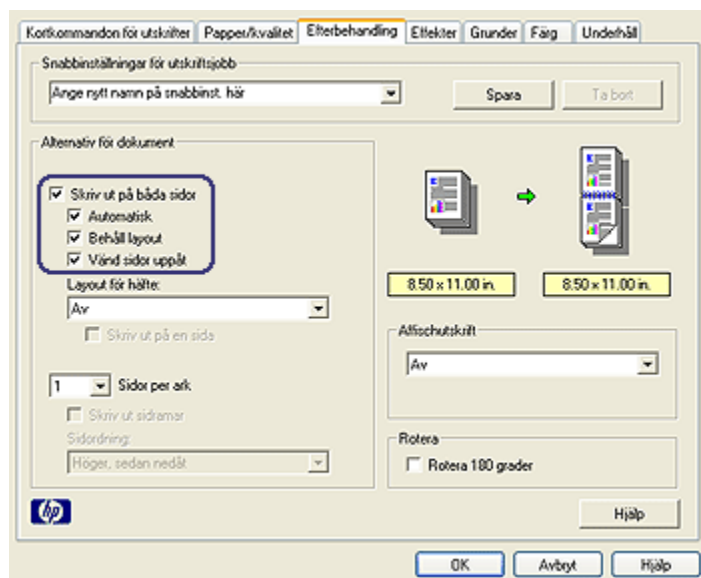 Kortkommandon för utskrifter Papper/kvalitet Efterbehandling Effekter Grunder Färg Underhåll
Snabbinställningar för utskriftsjobb
Ange nytt namn på snabbinst. här
Spara
Ta bort
Alternativ för dokument
Skriv ut på båda sidor
Automatisk
Behåll layout
Vänd sidor uppåt
Layout för häfte:
Av
Skriv ut på en sida
1 Sidor per ark
Skriv ut sidramar
Sidordning:
Höger, sedan nedåt
8.50 x 11.00 in.
8.50 x 11.00 in.
Affischutskrift
Av
Rotera
Rotera 180 grader
hp
Hjälp
OK Avbryt Hjälp